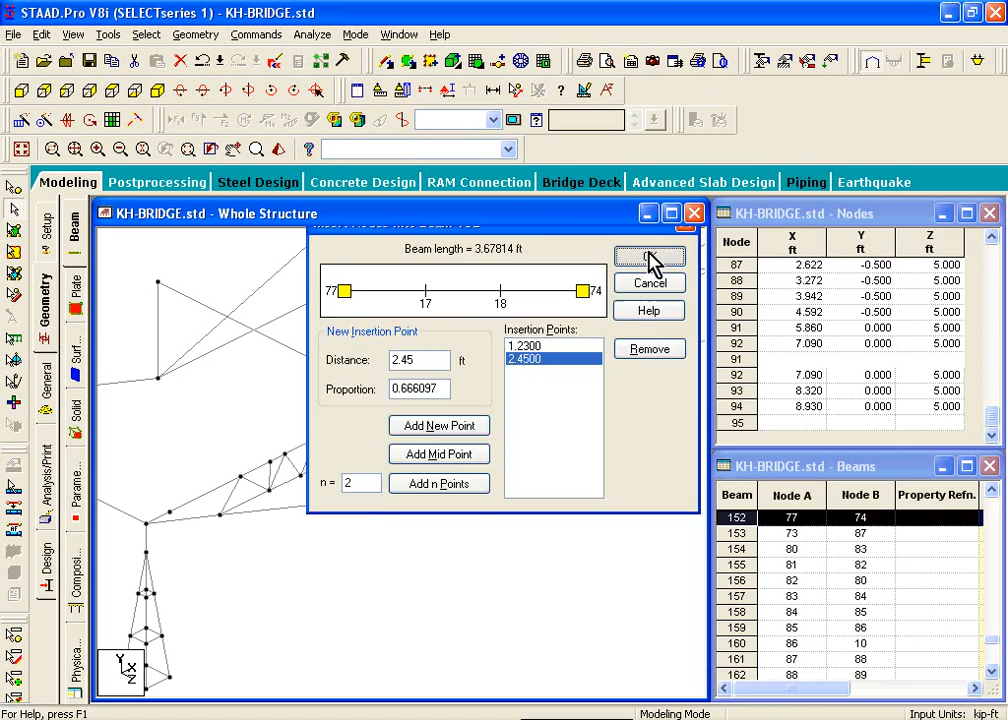 STAAD.Pro V8i (SELECTseries 1) - KH-BRIDGE.std
File Edit View Tools Select Geometry Commands Analyze Mode Window Help
Modeling Postprocessing Steel Design Concrete Design RAM Connection Bridge Deck Advanced Slab Design Piping Earthquake
KH-BRIDGE.std - Whole Structure
Setup
Geometry
General
Analysis/Print
Design
Beam
Plate
Surf...
Solid
Parame...
Composi...
Physica...
Beam length = 3.67814 ft
77 74
17 18
New Insertion Point
Distance: 2.45 ft
Proportion: 0.666097
Add New Point
Add Mid Point
n = 2 Add n Points
Insertion Points:
1.2300
2.4500
Cancel
Help
Remove
Y
X
Z
KH-BRIDGE.std - Nodes
Node X ft Y ft Z ft
87 2.622 -0.500 5.000
88 3.272 -0.500 5.000
89 3.942 -0.500 5.000
90 4.592 -0.500 5.000
91 5.860 -0.000 5.000
92 7.090 -0.000 5.000
91
92 7.090 0.000 5.000
93 8.320 0.000 5.000
94 8.930 0.000 5.000
95
KH-BRIDGE.std - Beams
Beam Node A Node B Property Refn.
152 77 74
153 73 87
154 80 83
155 81 82
156 82 80
157 83 84
158 84 85
159 85 86
160 86 10
161 87 88
162 88 89
For Help, press F1 Modeling Mode Input Units: kip-ft